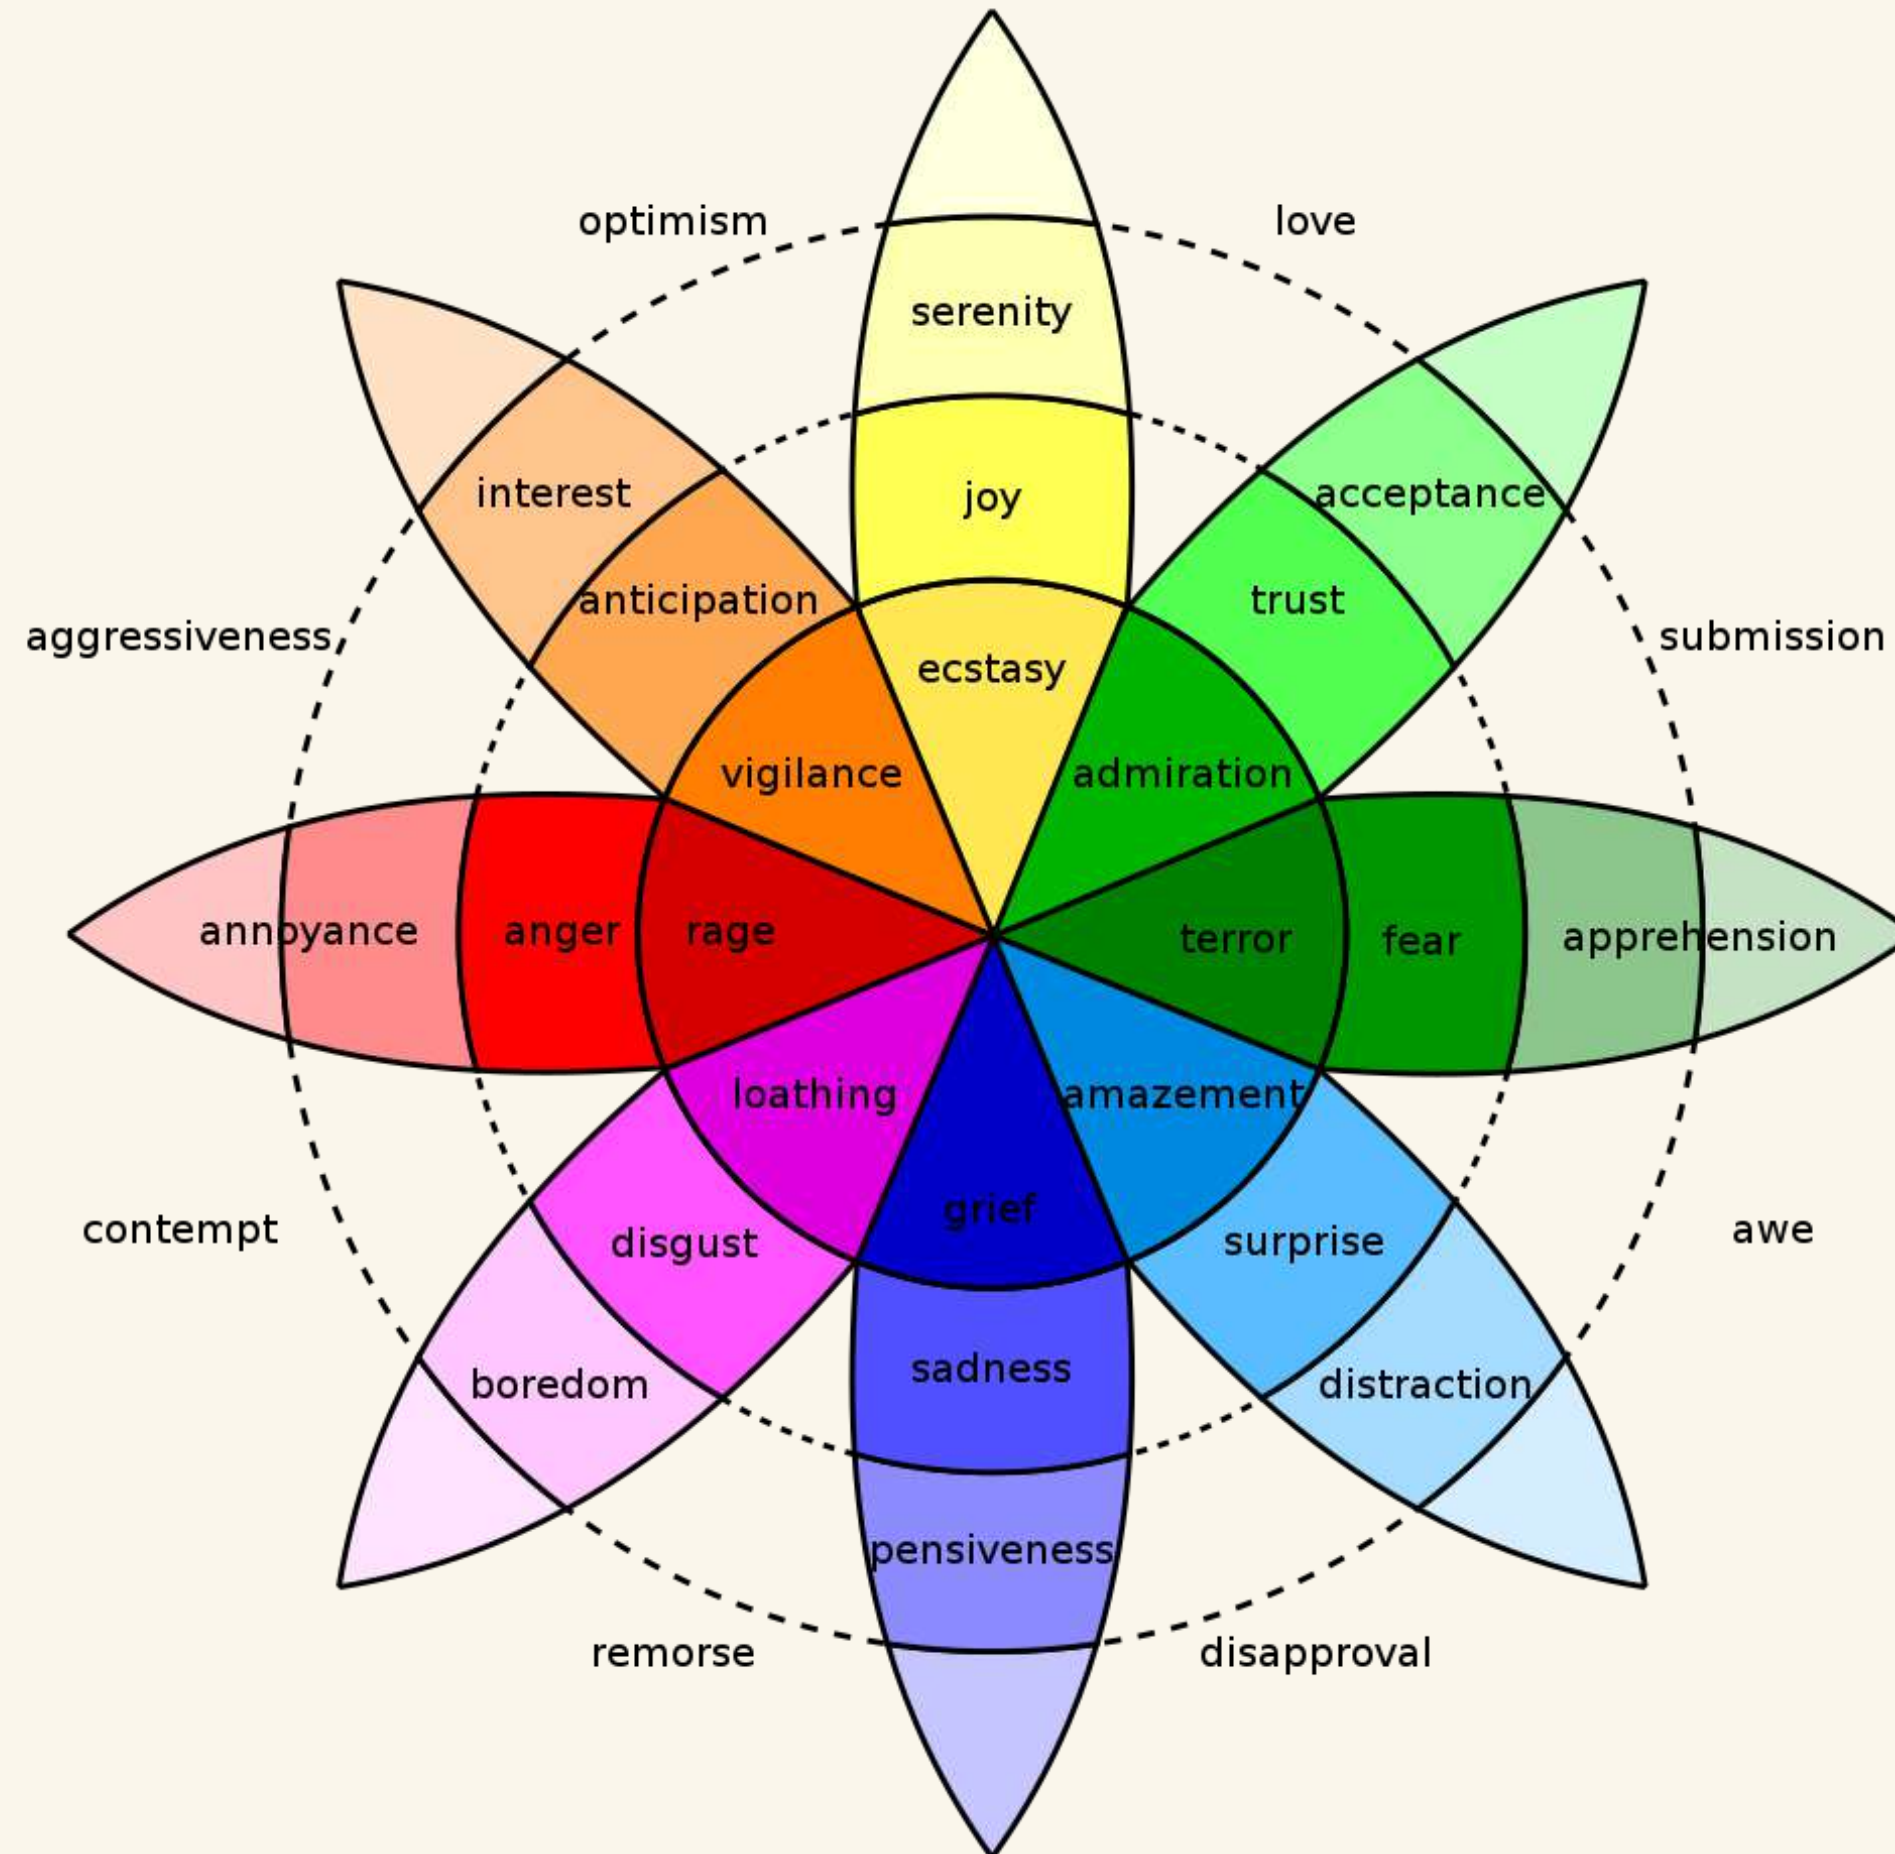 optimism
love
serenity
interest
joy
acceptance
anticipation
trust
aggressiveness
submission
ecstasy
vigilance
admiration
annoyance
anger
rage
terror
fear
apprehension
loathing
amazement
contempt
grief
awe
disgust
surprise
sadness
boredom
distraction
pensiveness
remorse
disapproval